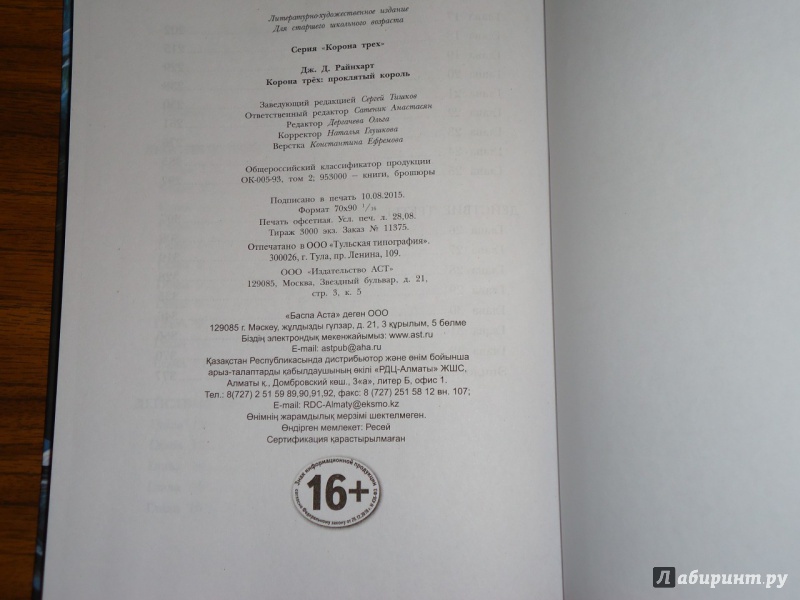 Литературно-художественное издание
Для старшего школьного возраста
Серия «Корона трех»
Дж. Д. Райнхарт
Корона трёх: проклятый король
Заведующий редакцией Сергей Тишков
Ответственный редактор Сатеник Анастасян
Редактор Дергачева Ольга
Корректор Наталья Глушкова
Верстка Константина Ефремова
Общероссийский классификатор продукции
ОК-005-93, том 2; 953000 — книги, брошюры
Подписано в печать 10.08.2015.
Формат 70x90 1/16
Печать офсетная. Усл. печ. л. 28,08.
Тираж 3000 экз. Заказ № 11375.
Отпечатано в ООО «Тульская типография».
300026, г. Тула, пр. Ленина, 109.
ООО «Издательство АСТ»
129085, Москва, Звездный бульвар, д. 21,
стр. 3, к. 5
«Баспа Аста» деген ООО
129085 г. Мәскеу, жұлдызды гүлзар, д. 21, 3 құрылым, 5 бөлме
Біздің электрондық мекенжайымыз: www.ast.ru
E-mail: astpub@aha.ru
Қазақстан Республикасында дистрибьютор және өнім бойынша
арыз-талаптарды қабылдаушының өкілі «РДЦ-Алматы» ЖШС,
Алматы қ., Домбровский көш., 3«а», литер Б, офис 1.
Тел.: 8(727) 2 51 59 89,90,91,92, факс: 8 (727) 251 58 12 вн. 107;
E-mail: RDC-Almaty@eksmo.kz
Өнімнің жарамдылық мерзімі шектелмеген.
Өндірген мемлекет: Ресей
Сертификация қарастырылмаған
Знак информационной продукции
16+
Лабиринт.ру